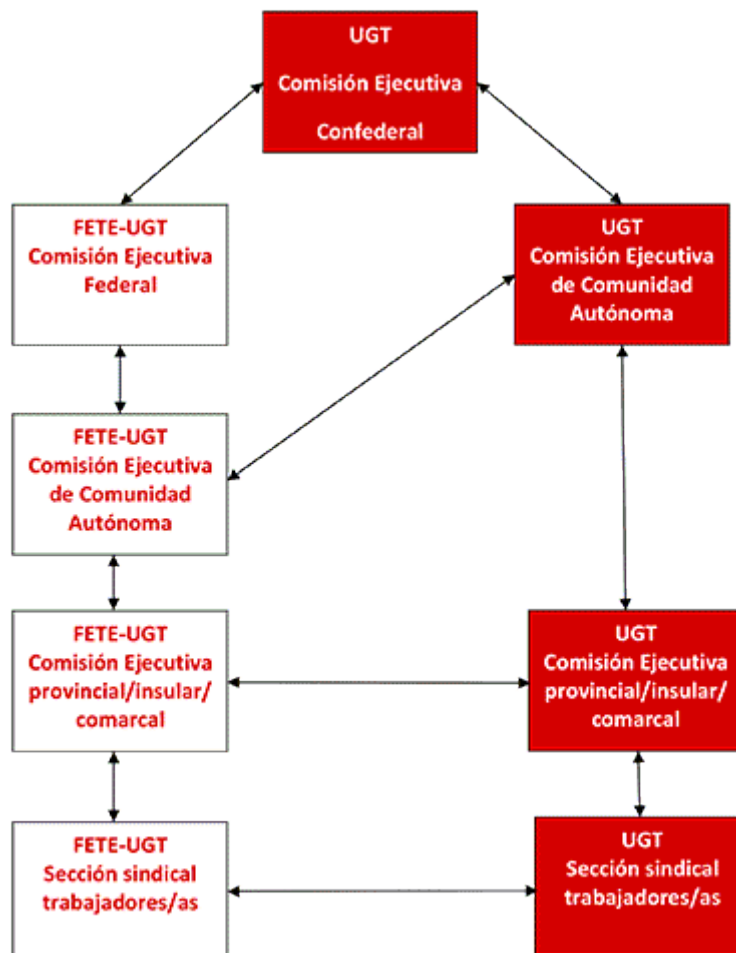 UGT
Comisión Ejecutiva
Confederal
FETE-UGT
Comisión Ejecutiva
Federal
UGT
Comisión Ejecutiva
de Comunidad
Autónoma
FETE-UGT
Comisión Ejecutiva
de Comunidad
Autónoma
FETE-UGT
Comisión Ejecutiva
provincial/insular/
comarcal
UGT
Comisión Ejecutiva
provincial/insular/
comarcal
FETE-UGT
Sección sindical
trabajadores/as
UGT
Sección sindical
trabajadores/as